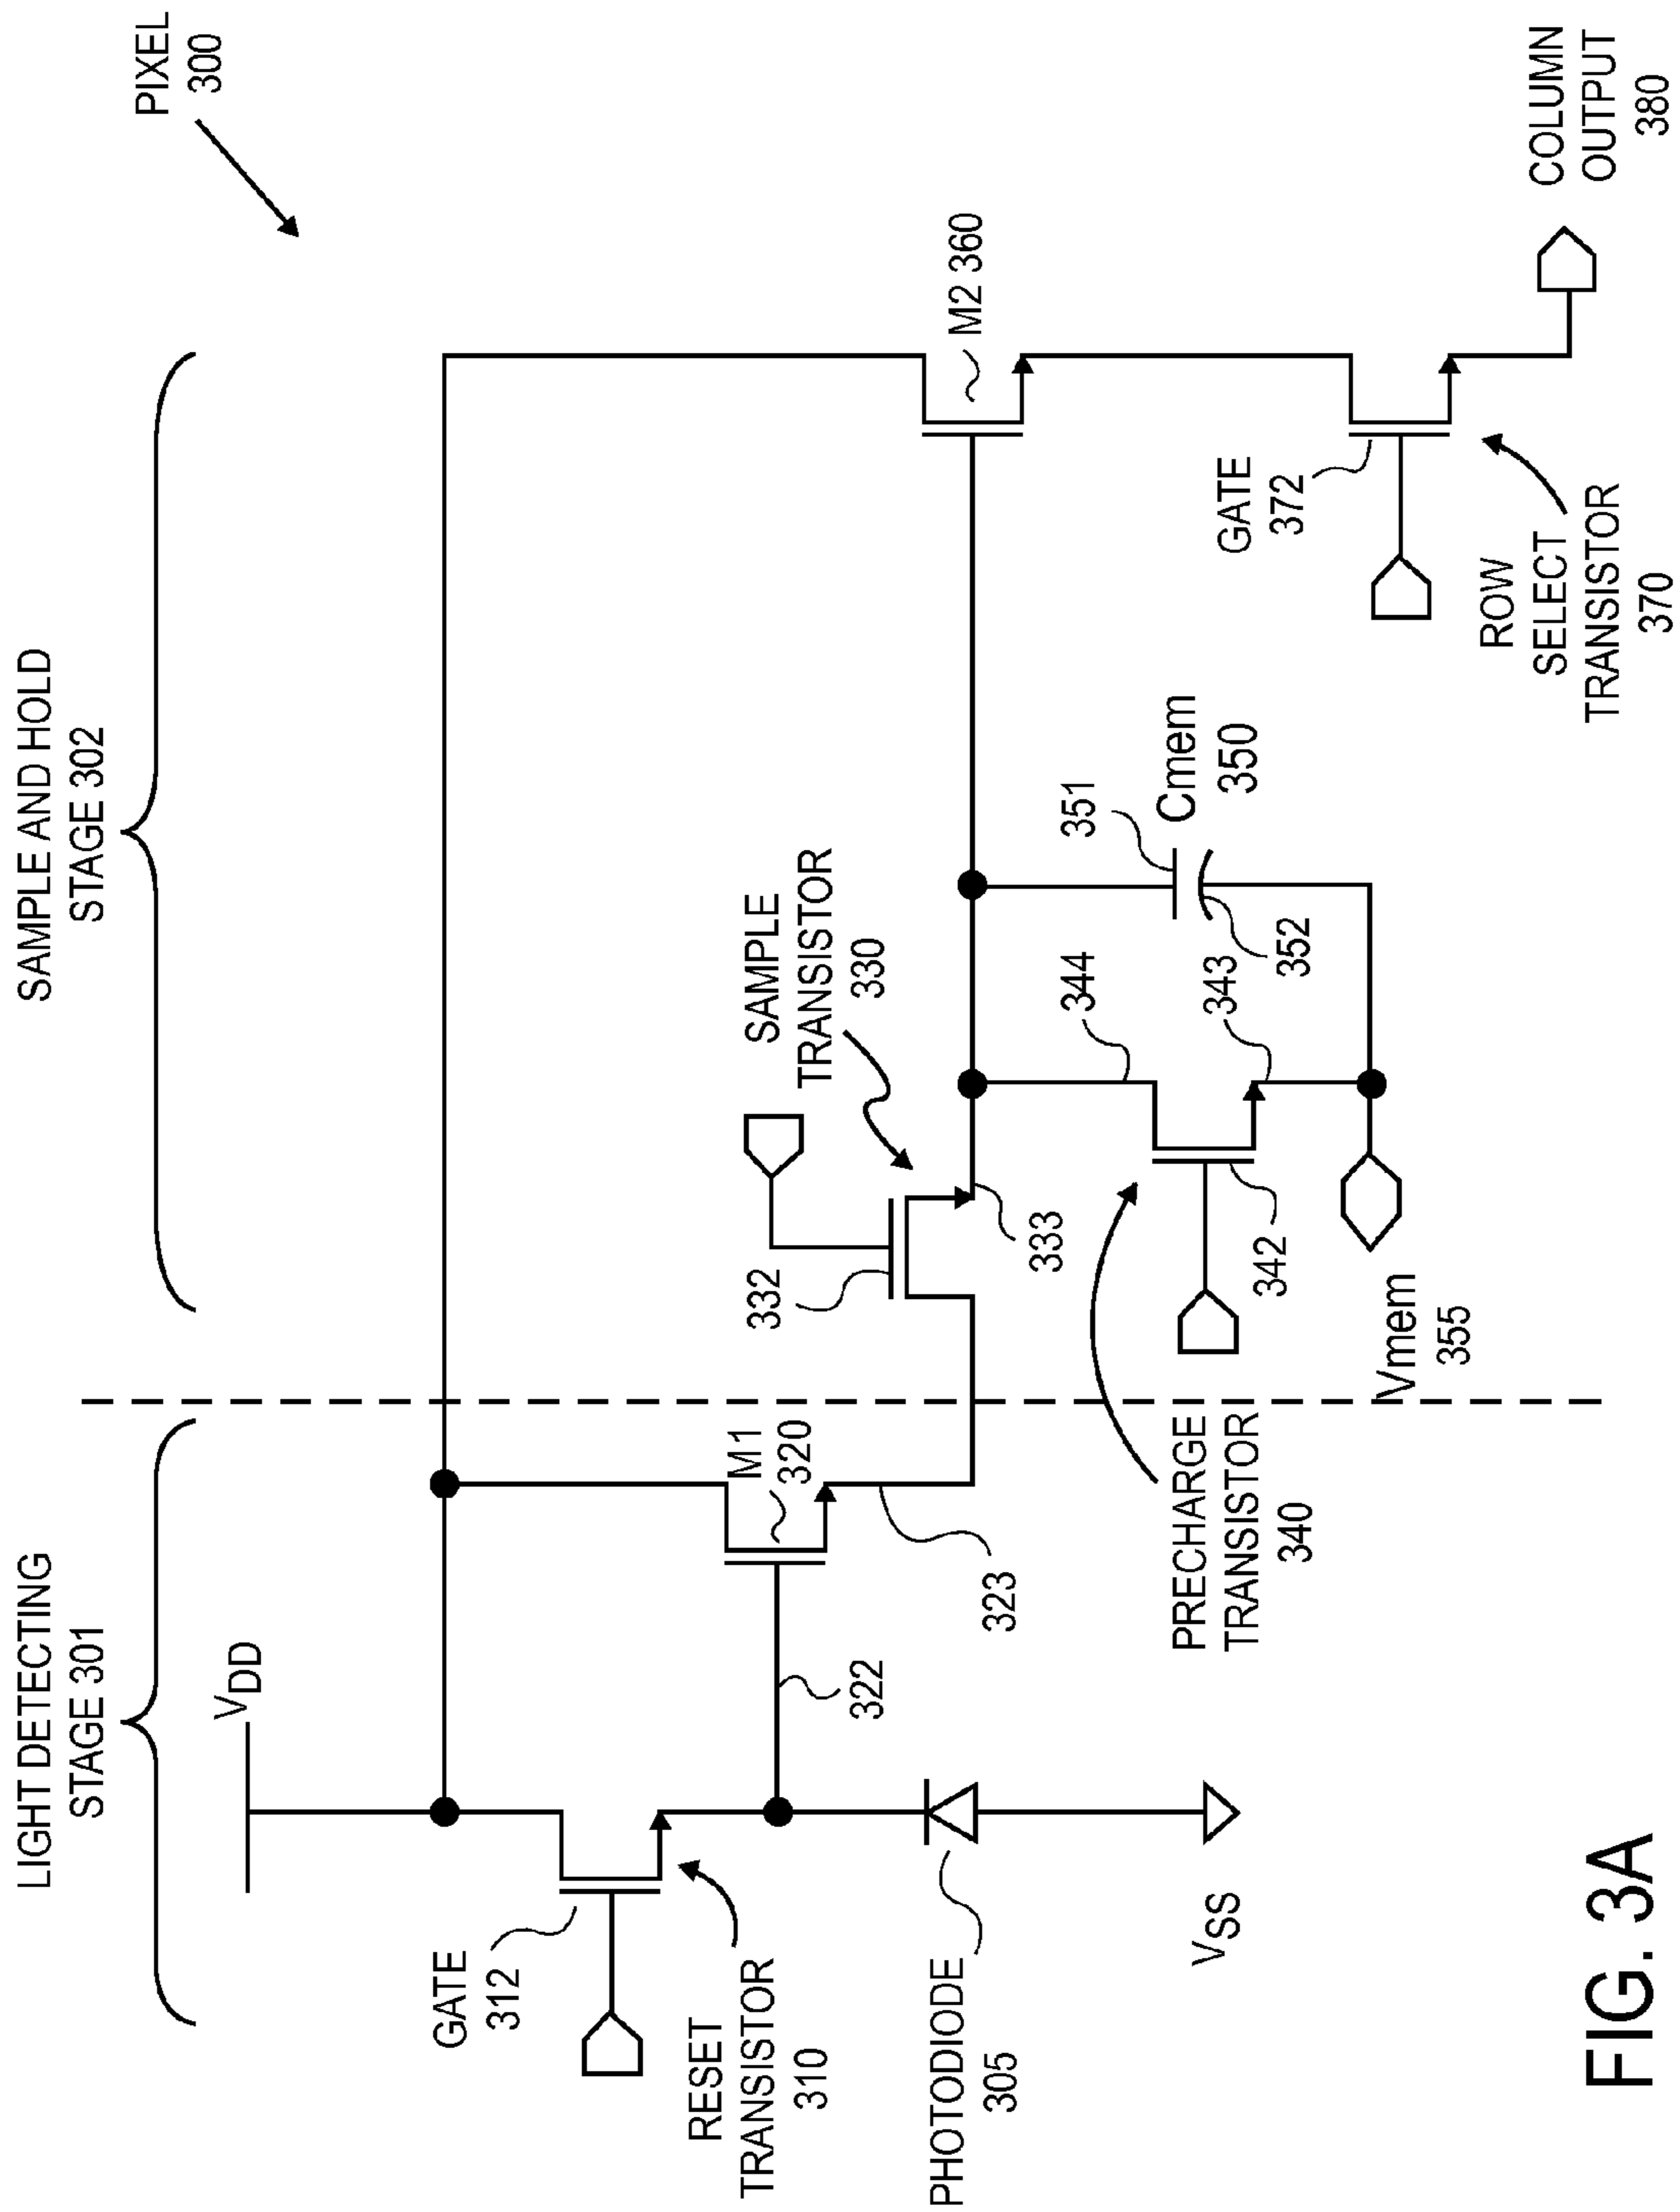 LIGHT DETECTING
STAGE 301
SAMPLE AND HOLD
STAGE 302
PIXEL
300
VDD
GATE
312
RESET
TRANSISTOR
310
PHOTODIODE
305
VSS
322
M1
320
323
SAMPLE
TRANSISTOR
330
332
333
PRECHARGE
TRANSISTOR
340
342
344
343
Vmem
355
351
352
Cmem
350
M2 360
GATE
372
ROW
SELECT
TRANSISTOR
370
COLUMN
OUTPUT
380
FIG. 3A